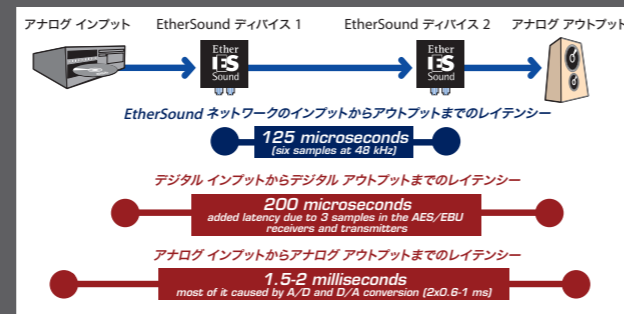 アナログ インプット
EtherSound ディバイス 1
EtherSound ディバイス 2
アナログ アウトプット
Ether
ES
Sound
Ether
ES
Sound
EtherSound ネットワークのインプットからアウトプットまでのレイテンシー
125 microseconds
(six samples at 48 kHz)
デジタル インプットからデジタル アウトプットまでのレイテンシー
200 microseconds
added latency due to 3 samples in the AES/EBU
receivers and transmitters
アナログ インプットからアナログ アウトプットまでのレイテンシー
1.5-2 milliseconds
most of it caused by A/D and D/A conversion (2x0.6-1 ms)